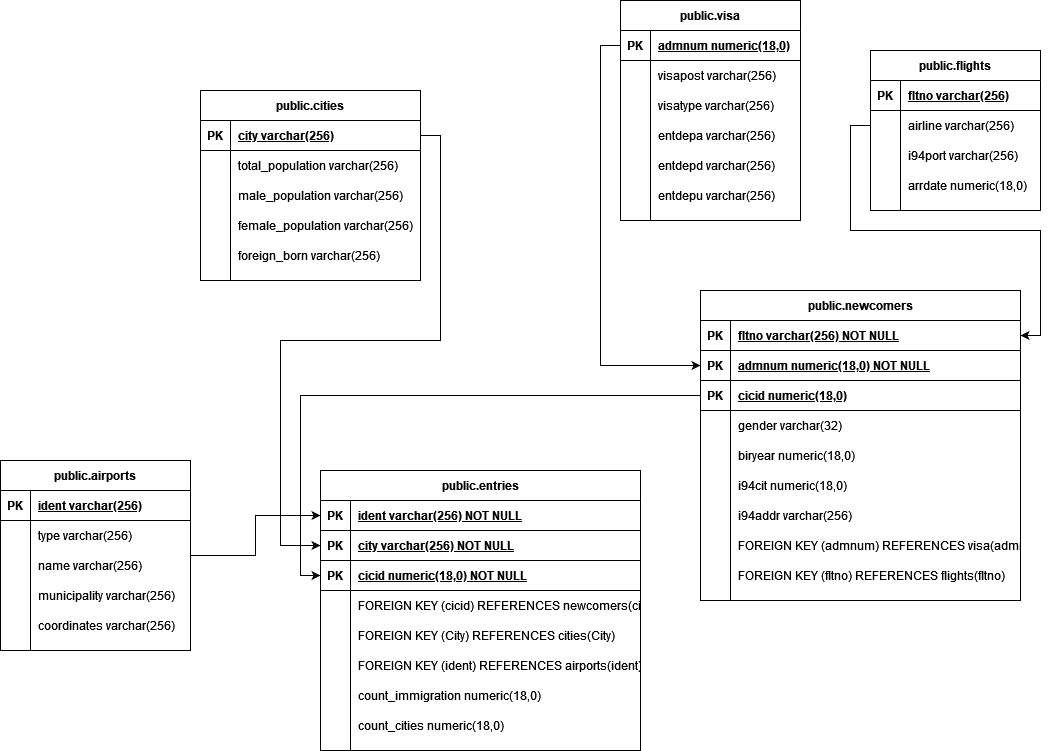 public.visa
PK admnum numeric(18,0)
visapost varchar(256)
visatype varchar(256)
entdepa varchar(256)
entdepd varchar(256)
entdepu varchar(256)
public.flights
PK fltno varchar(256)
airline varchar(256)
i94port varchar(256)
arrdate numeric(18,0)
public.cities
PK city varchar(256)
total_population varchar(256)
male_population varchar(256)
female_population varchar(256)
foreign_born varchar(256)
public.newcomers
PK fltno varchar(256) NOT NULL
PK admnum numeric(18,0) NOT NULL
PK cicid numeric(18,0)
gender varchar(32)
biryear numeric(18,0)
i94cit numeric(18,0)
i94addr varchar(256)
FOREIGN KEY (admnum) REFERENCES visa(adm
FOREIGN KEY (fltno) REFERENCES flights(fltno)
public.airports
PK ident varchar(256)
type varchar(256)
name varchar(256)
municipality varchar(256)
coordinates varchar(256)
public.entries
PK ident varchar(256) NOT NULL
PK city varchar(256) NOT NULL
PK cicid numeric(18,0) NOT NULL
FOREIGN KEY (cicid) REFERENCES newcomers(ci
FOREIGN KEY (City) REFERENCES cities(City)
FOREIGN KEY (ident) REFERENCES airports(ident)
count_immigration numeric(18,0)
count_cities numeric(18,0)